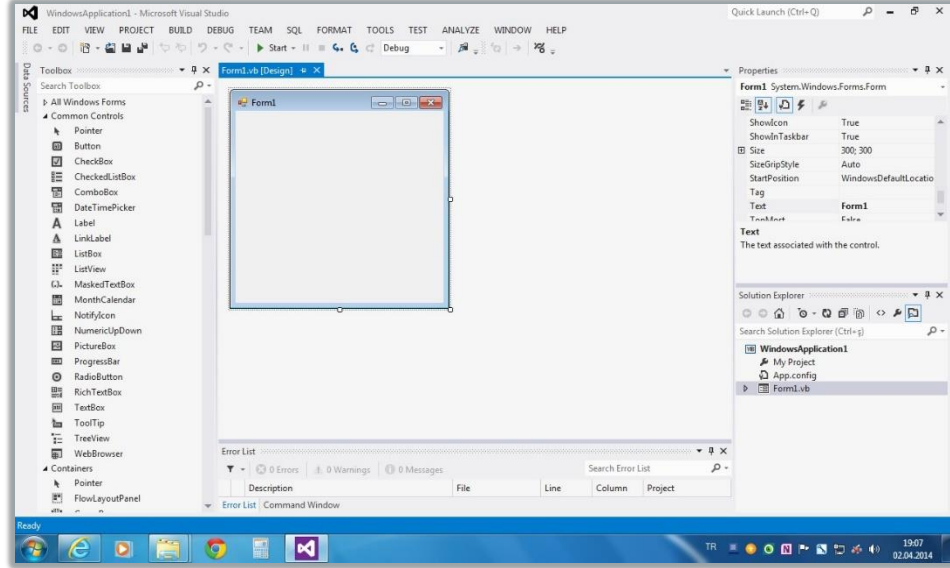 WindowsApplication1 - Microsoft Visual Studio
Quick Launch (Ctrl+Q)
FILE EDIT VIEW PROJECT BUILD DEBUG TEAM SQL FORMAT TOOLS TEST ANALYZE WINDOW HELP
Start Debug
Data Sources
Toolbox
Search Toolbox
All Windows Forms
Common Controls
Pointer
Button
CheckBox
CheckedListBox
ComboBox
DateTimePicker
Label
LinkLabel
ListBox
ListView
MaskedTextBox
MonthCalendar
NotifyIcon
NumericUpDown
PictureBox
ProgressBar
RadioButton
RichTextBox
TextBox
ToolTip
TreeView
WebBrowser
Containers
Pointer
FlowLayoutPanel
Form1.vb [Design]
Form1
Error List
0 Errors 0 Warnings 0 Messages
Search Error List
Description File Line Column Project
Error List Command Window
Properties
Form1 System.Windows.Forms.Form
ShowIcon True
ShowInTaskbar True
Size 300; 300
SizeGripStyle Auto
StartPosition WindowsDefaultLocatio
Tag
Text Form1
TopMost False
Text
The text associated with the control.
Solution Explorer
Search Solution Explorer (Ctrl+ş)
WindowsApplication1
My Project
App.config
Form1.vb
Ready
TR
19:07
02.04.2014